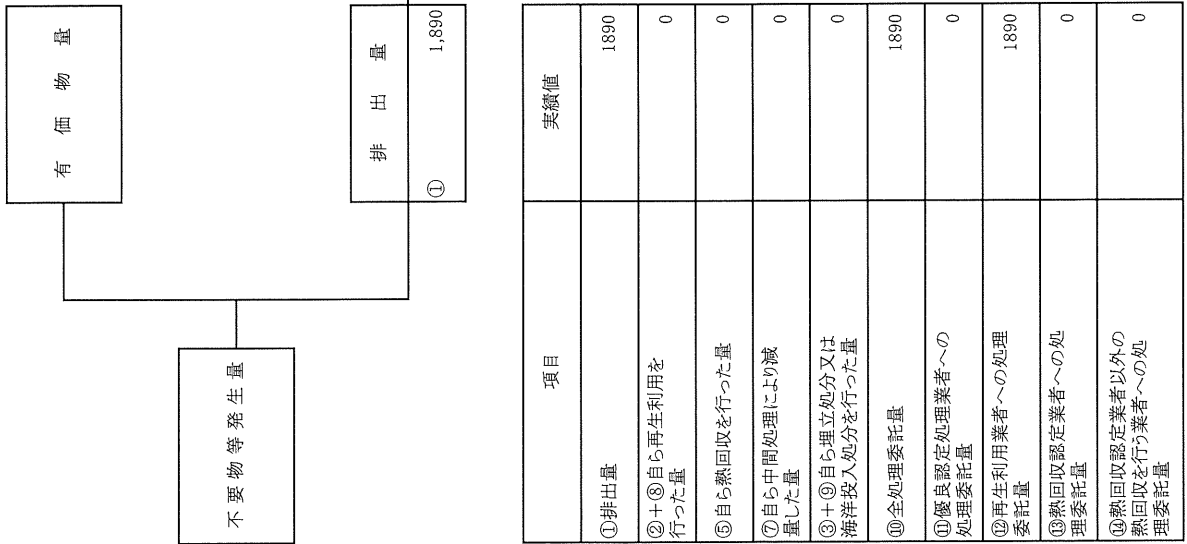 有価物量
不要物等発生量
排出量
① 1,890
項目 実績値
①排出量 1890
②+⑧自ら再生利用を
行った量 0
⑤自ら熱回収を行った量 0
⑦自ら中間処理により減
量した量 0
③+⑨自ら埋立処分又は
海洋投入処分を行った量 0
⑩全処理委託量 1890
⑪優良認定処理業者への
処理委託量 0
⑫再生利用業者への処理
委託量 1890
⑬熱回収認定業者への処
理委託量 0
⑭熱回収認定業者以外の
熱回収を行う業者への処
理委託量 0